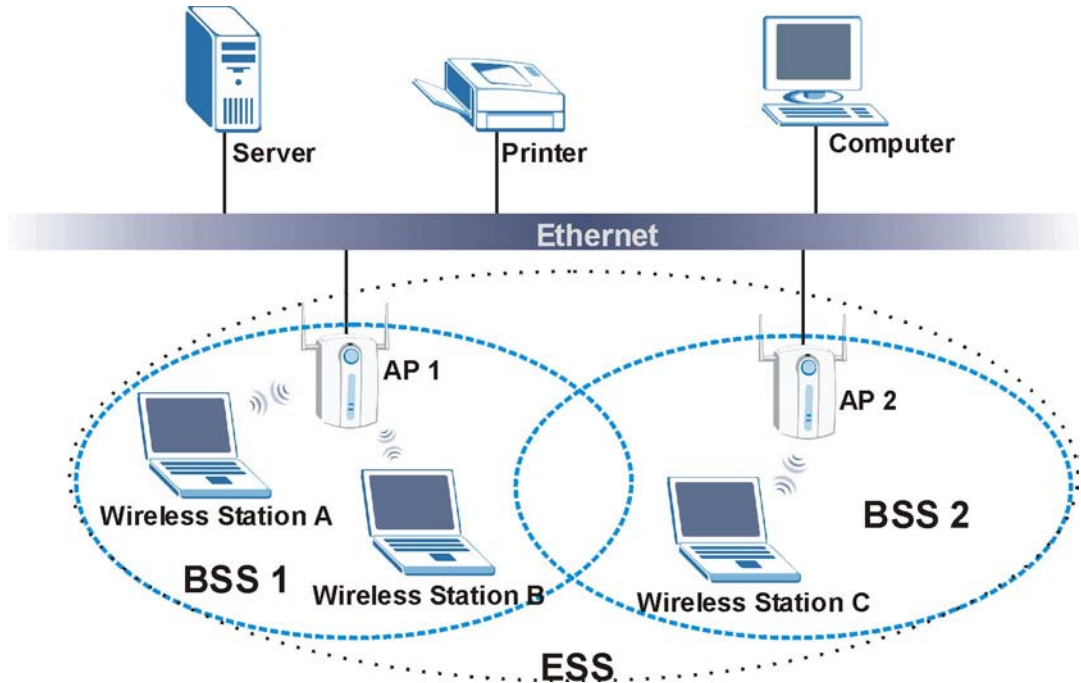 Server
Printer
Computer
Ethernet
AP 1
AP 2
Wireless Station A
BSS 2
BSS 1
Wireless Station B
Wireless Station C
ESS